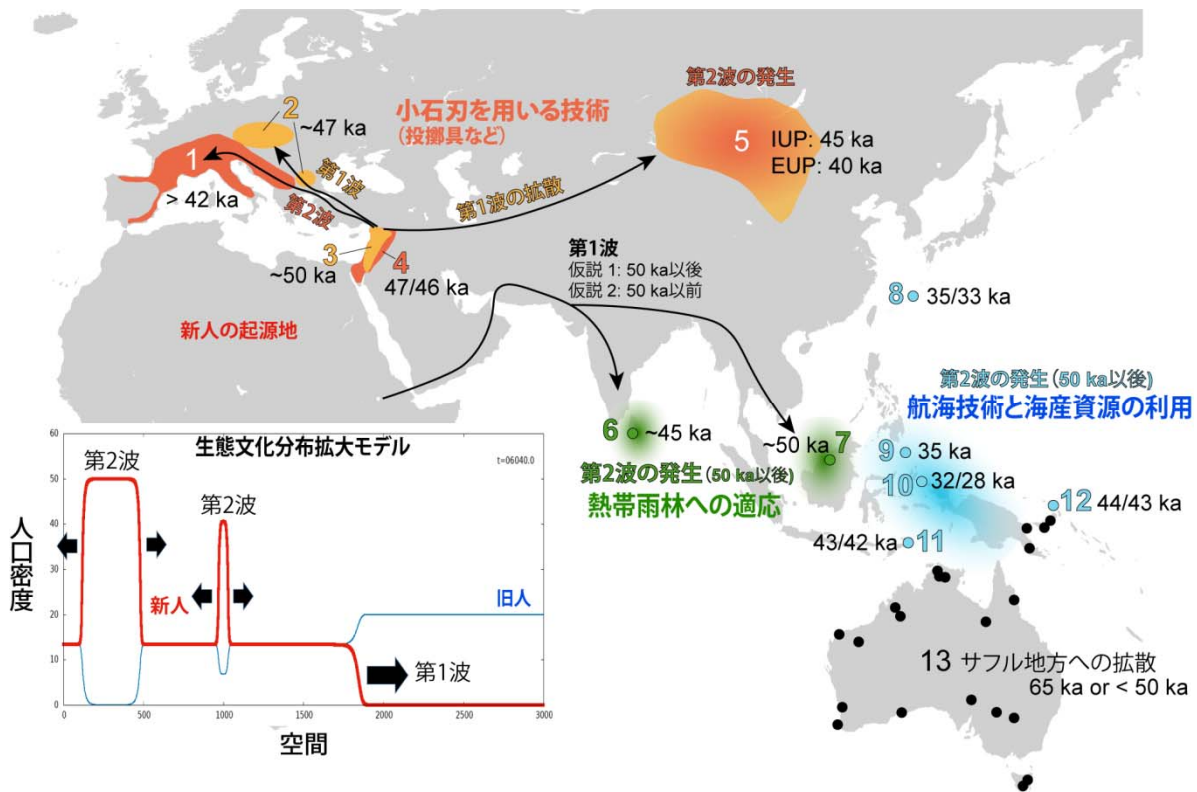 第2波の発生
小石刃を用いる技術
(投擲具など)
2
~47 ka
1
5
IUP: 45 ka
EUP: 40 ka
第1波
第2波
> 42 ka
第1波の拡散
3
4
~50 ka
47/46 ka
第1波
仮説 1: 50 ka以後
仮説 2: 50 ka以前
8
35/33 ka
新人の起源地
第2波の発生(50 ka以後)
航海技術と海産資源の利用
6
~45 ka
~50 ka
7
9
35 ka
第2波の発生(50 ka以後)
熱帯雨林への適応
10
32/28 ka
12
44/43 ka
43/42 ka
11
13 サフル地方への拡散
65 ka or < 50 ka
生態文化分布拡大モデル
t=06040.0
第2波
第2波
新人
旧人
第1波
人口密度
60
50
40
30
20
10
0
0
500
1000
1500
2000
2500
3000
空間